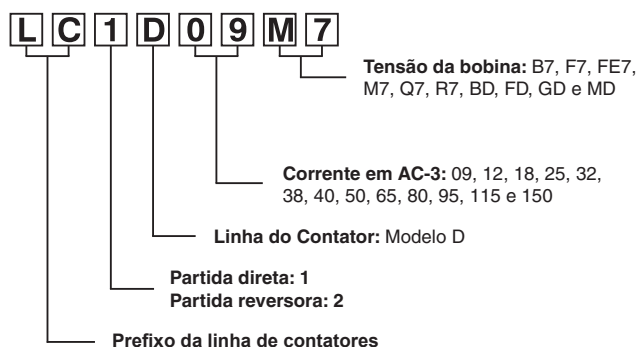 LC1D09M7
Tensão da bobina: B7, F7, FE7,
M7, Q7, R7, BD, FD, GD e MD
Corrente em AC-3: 09, 12, 18, 25, 32,
38, 40, 50, 65, 80, 95, 115 e 150
Linha do Contator: Modelo D
Partida direta: 1
Partida reversora: 2
Prefixo da linha de contatores